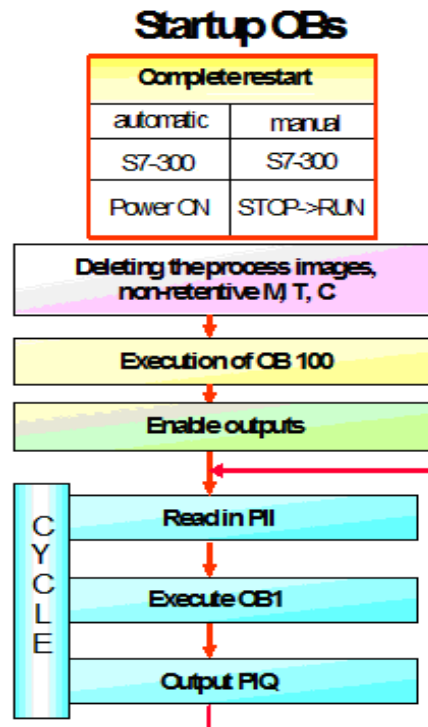 Startup OBs
Complete restart
automatic manual
S7-300 S7-300
Power ON STOP->RUN
Deleting the process images,
non-retentive M, T, C
Execution of OB 100
Enable outputs
CYCLE
Read in PII
Execute OB1
Output PIQ